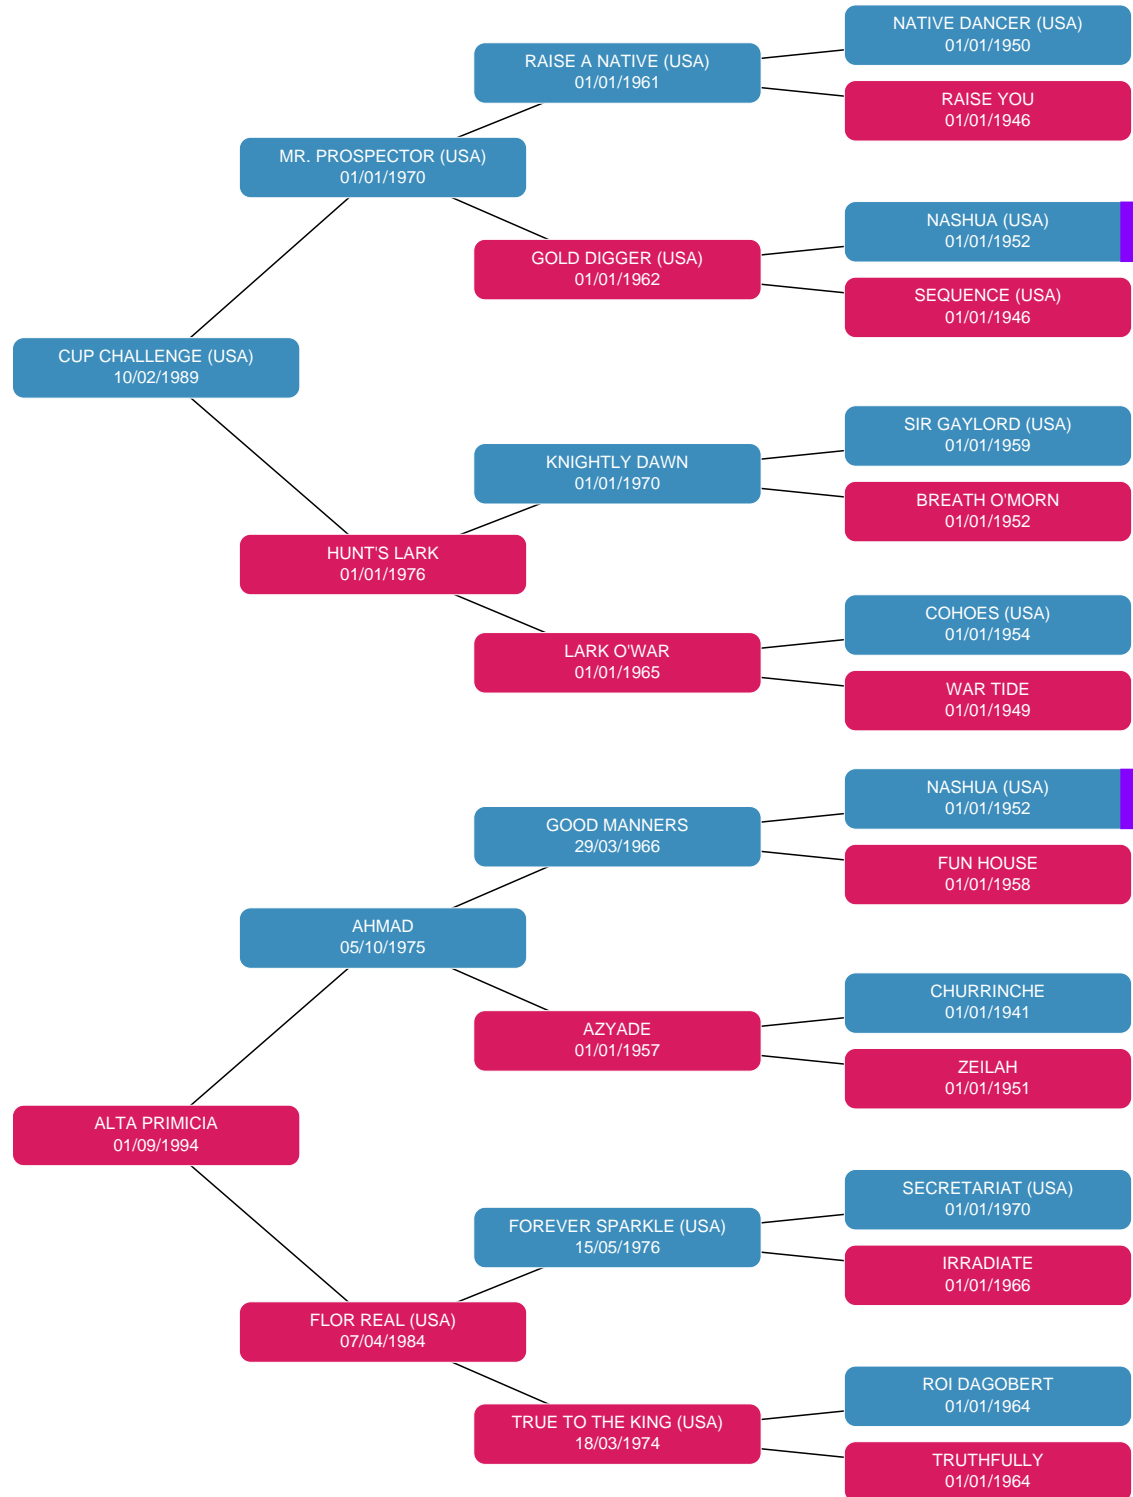 NATIVE DANCER (USA)
01/01/1950
RAISE A NATIVE (USA)
01/01/1961
RAISE YOU
01/01/1946
MR. PROSPECTOR (USA)
01/01/1970
NASHUA (USA)
01/01/1952
GOLD DIGGER (USA)
01/01/1962
SEQUENCE (USA)
01/01/1946
CUP CHALLENGE (USA)
10/02/1989
SIR GAYLORD (USA)
01/01/1959
KNIGHTLY DAWN
01/01/1970
BREATH O'MORN
01/01/1952
HUNT'S LARK
01/01/1976
COHOES (USA)
01/01/1954
LARK O'WAR
01/01/1965
WAR TIDE
01/01/1949
NASHUA (USA)
01/01/1952
GOOD MANNERS
29/03/1966
FUN HOUSE
01/01/1958
AHMAD
05/10/1975
CHURRINCHE
01/01/1941
AZYADE
01/01/1957
ZEILAH
01/01/1951
ALTA PRIMICIA
01/09/1994
SECRETARIAT (USA)
01/01/1970
FOREVER SPARKLE (USA)
15/05/1976
IRRADIATE
01/01/1966
FLOR REAL (USA)
07/04/1984
ROI DAGOBERT
01/01/1964
TRUE TO THE KING (USA)
18/03/1974
TRUTHFULLY
01/01/1964